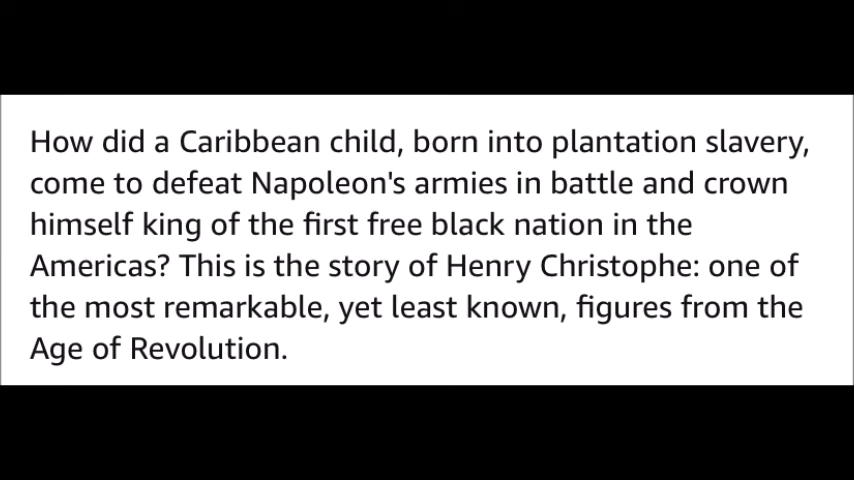 How did a Caribbean child, born into plantation slavery,
come to defeat Napoleon's armies in battle and crown
himself king of the first free black nation in the
Americas? This is the story of Henry Christophe: one of
the most remarkable, yet least known, figures from the
Age of Revolution.